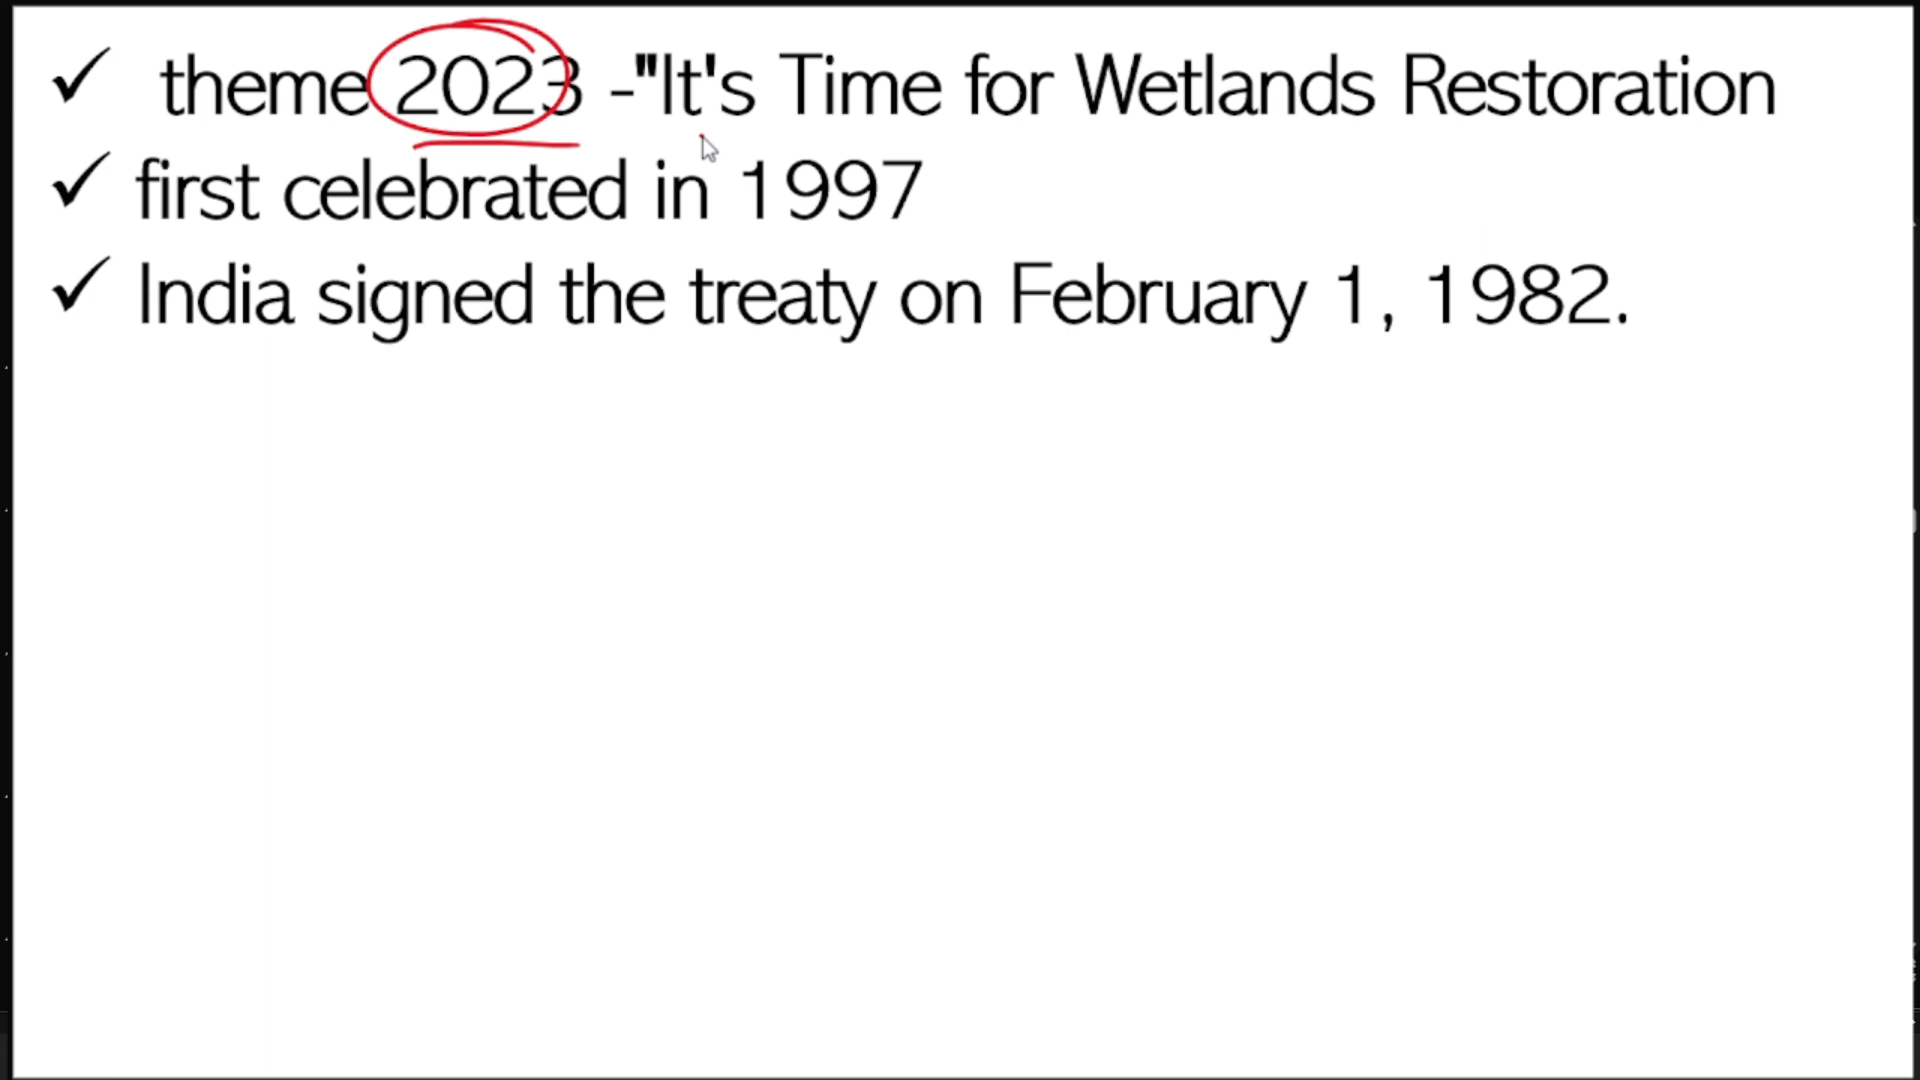 ✓ theme 2023 -"It's Time for Wetlands Restoration
✓ first celebrated in 1997
✓ India signed the treaty on February 1, 1982.